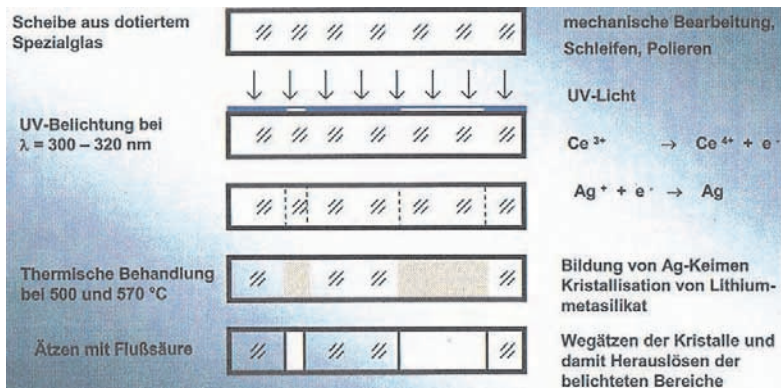 Scheibe aus dotiertem
Spezialglas
mechanische Bearbeitung,
Schleifen, Polieren
UV-Licht
UV-Belichtung bei
λ = 300 – 320 nm
Ce ³⁺ → Ce ⁴⁺ + e⁻
Ag ⁺ + e⁻ → Ag
Thermische Behandlung
bei 500 und 570 °C
Bildung von Ag-Keimen
Kristallisation von Lithium-
metasilikat
Ätzen mit Flußsäure
Wegätzen der Kristalle und
damit Herauslösen der
belichteten Bereiche